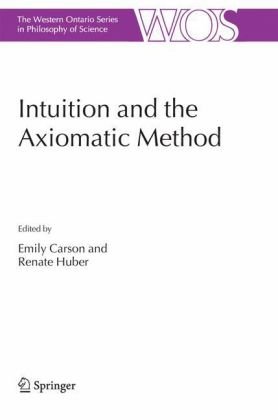 The Western Ontario Series
in Philosophy of Science
WOS
Intuition and the
Axiomatic Method
Edited by
Emily Carson and
Renate Huber
Springer